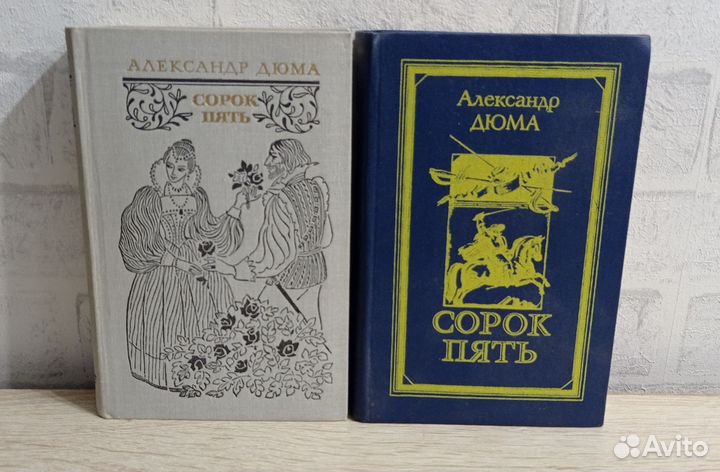 АЛЕКСАНДР ДЮМА
СОРОК
ПЯТЬ
Александр
ДЮМА
СОРОК
ПЯТЬ
Avito